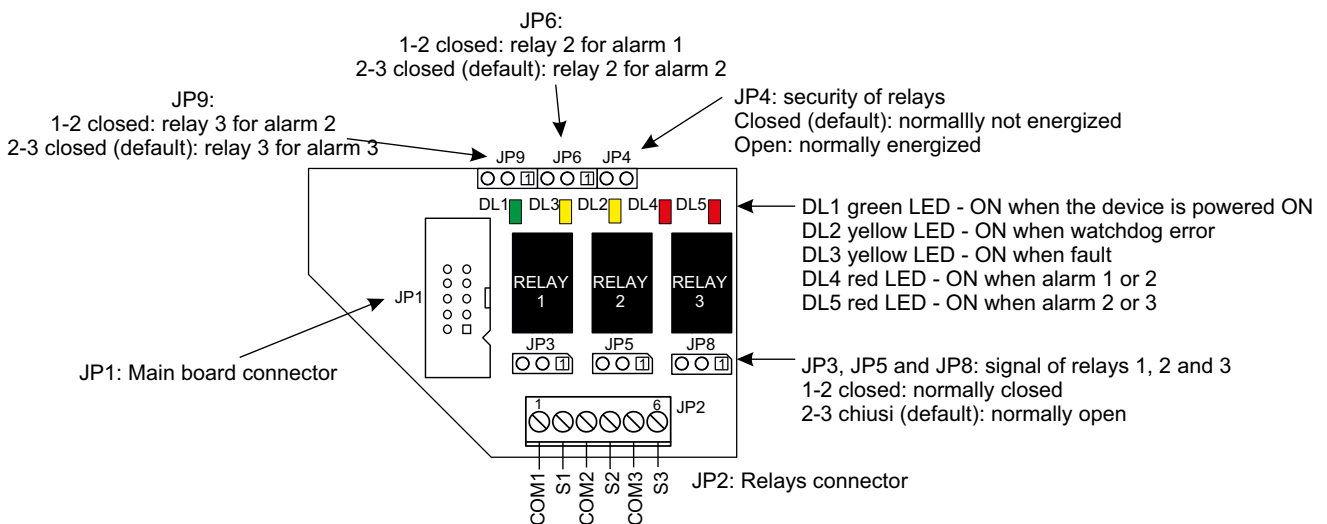 JP6:
1-2 closed: relay 2 for alarm 1
2-3 closed (default): relay 2 for alarm 2
JP9:
1-2 closed: relay 3 for alarm 2
2-3 closed (default): relay 3 for alarm 3
JP4: security of relays
Closed (default): normallly not energized
Open: normally energized
JP9 JP6 JP4
1 1
DL1 DL3 DL2 DL4 DL5
DL1 green LED - ON when the device is powered ON
DL2 yellow LED - ON when watchdog error
DL3 yellow LED - ON when fault
DL4 red LED - ON when alarm 1 or 2
DL5 red LED - ON when alarm 2 or 3
JP1
RELAY
1
RELAY
2
RELAY
3
JP3 JP5 JP8
1 1 1
JP1: Main board connector
JP3, JP5 and JP8: signal of relays 1, 2 and 3
1-2 closed: normally closed
2-3 chiusi (default): normally open
1 6
JP2
COM1
S1
COM2
S2
COM3
S3
JP2: Relays connector